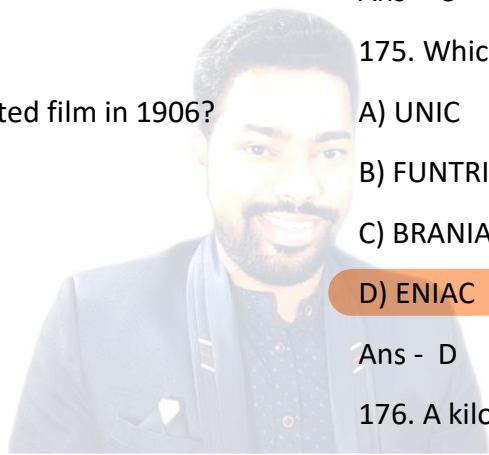 ted film in 1906?
175. Whic
A) UNIC
B) FUNTRI
C) BRANIA
D) ENIAC
Ans - D
176. A kilo